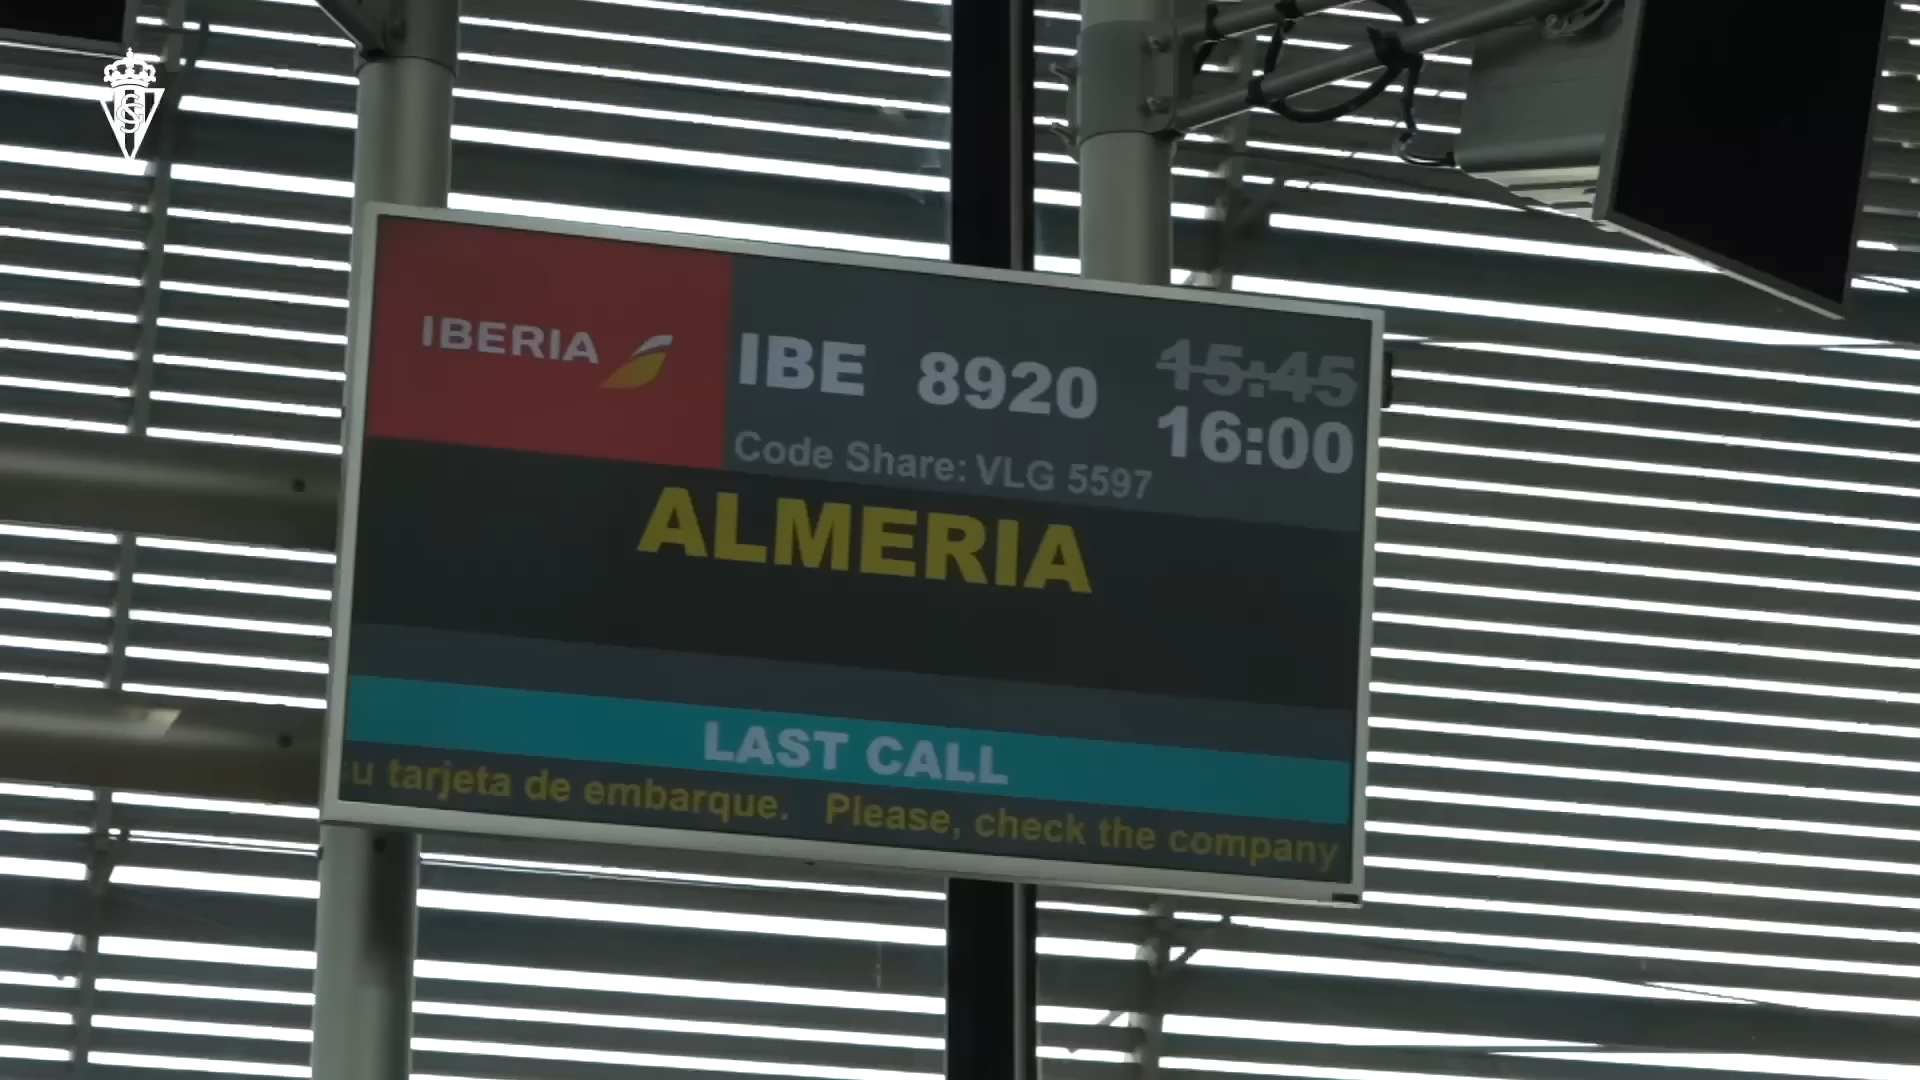 IBERIA
IBE 8920
15:45
16:00
Code Share: VLG 5597
ALMERIA
LAST CALL
u tarjeta de embarque. Please, check the company